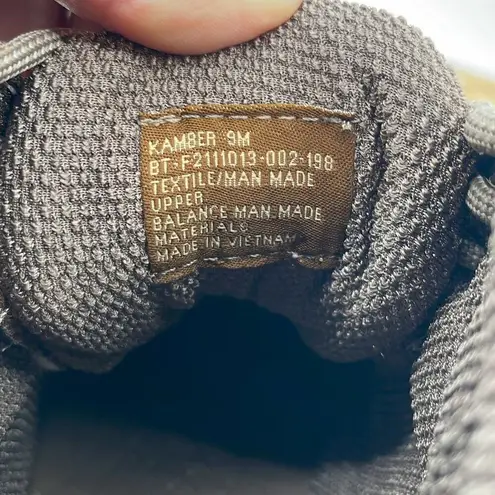 KAMBER 9M
BT-F2111013-002-198
TEXTILE/MAN MADE
UPPER
BALANCE MAN MADE
MATERIALS
MADE IN VIETNAM